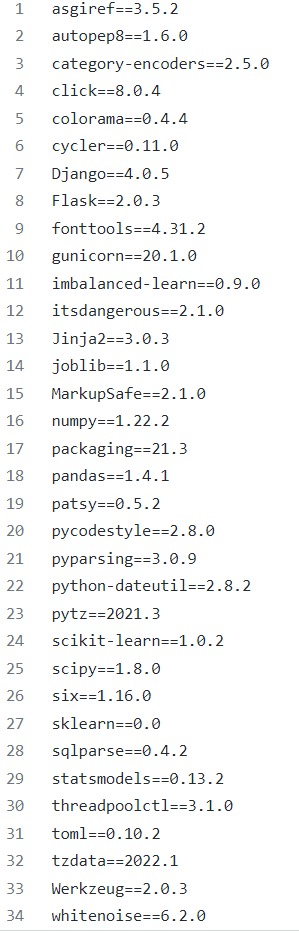 1 asgiref==3.5.2
2 autopep8==1.6.0
3 category-encoders==2.5.0
4 click==8.0.4
5 colorama==0.4.4
6 cycler==0.11.0
7 Django==4.0.5
8 Flask==2.0.3
9 fonttools==4.31.2
10 gunicorn==20.1.0
11 imbalanced-learn==0.9.0
12 itsdangerous==2.1.0
13 Jinja2==3.0.3
14 joblib==1.1.0
15 MarkupSafe==2.1.0
16 numpy==1.22.2
17 packaging==21.3
18 pandas==1.4.1
19 patsy==0.5.2
20 pycodestyle==2.8.0
21 pyparsing==3.0.9
22 python-dateutil==2.8.2
23 pytz==2021.3
24 scikit-learn==1.0.2
25 scipy==1.8.0
26 six==1.16.0
27 sklearn==0.0
28 sqlparse==0.4.2
29 statsmodels==0.13.2
30 threadpoolctl==3.1.0
31 toml==0.10.2
32 tzdata==2022.1
33 Werkzeug==2.0.3
34 whitenoise==6.2.0